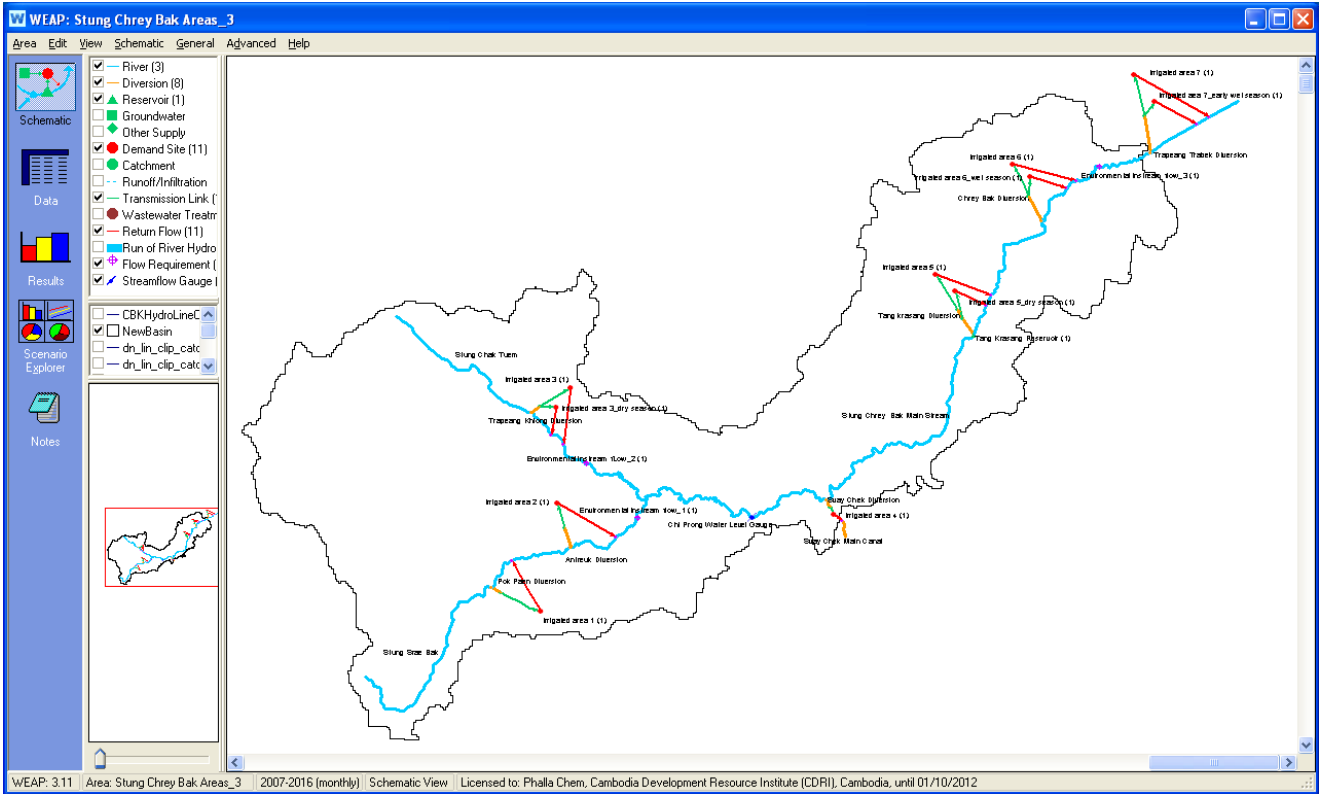 WEAP: Stung Chrey Bak Areas_3
Area Edit View Schematic General Advanced Help
Schematic
Data
Results
Scenario
Explorer
Notes
River (3)
Diversion (8)
Reservoir (1)
Groundwater
Other Supply
Demand Site (11)
Catchment
Runoff/Infiltration
Transmission Link (
Wastewater Treatm
Return Flow (11)
Run of River Hydro
Flow Requirement (
Streamflow Gauge (
CBKHydroLineC
NewBasin
dn_lin_clip_catc
dn_lin_clip_catc
Irrigated area 7 (1)
Irrigated area 7_early wet season (1)
Trapeang Trabek Diversion
Irrigated area 6 (1)
Environmental instream flow_3 (1)
Irrigated area 6_wet season (1)
Chrey Bak Diversion
Irrigated area 5 (1)
Irrigated area 5_dry season (1)
Tang krasang Diversion
Tang Krasang Reservoir (1)
Stung Chak Tuem
Irrigated area 3 (1)
Irrigated area 3_dry season (1)
Trapeang Khlong Diversion
Stung Chrey Bak Main Stream
Environmental instream flow_2 (1)
Irrigated area 2 (1)
Environmental instream flow_1 (1)
Suay Chek Diversion
Irrigated area 4 (1)
Chi Prong Water Level Gauge
Suay Chek Main Canal
Anireuk Diversion
Pok Paen Diversion
Irrigated area 1 (1)
Stung Srae Bak
WEAP: 3.11 Area: Stung Chrey Bak Areas_3 2007-2016 (monthly) Schematic View Licensed to: Phalla Chem, Cambodia Development Resource Institute (CDRI), Cambodia, until 01/10/2012